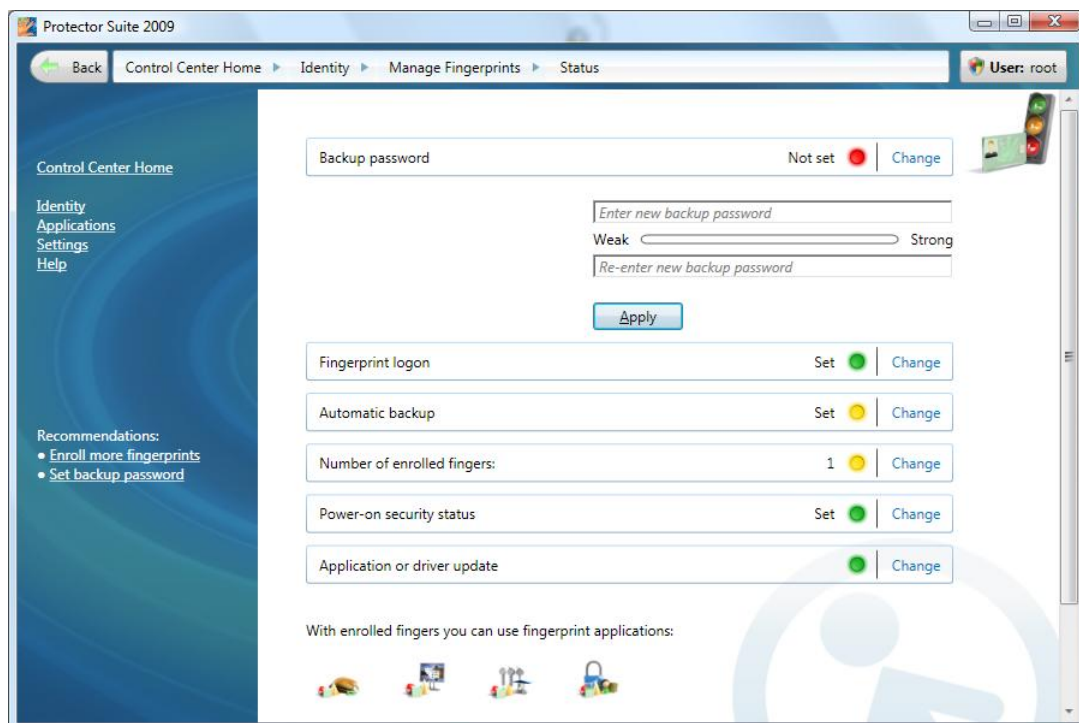 Protector Suite 2009
Back Control Center Home Identity Manage Fingerprints Status User: root
Control Center Home
Identity
Applications
Settings
Help
Recommendations:
• Enroll more fingerprints
• Set backup password
Backup password Not set Change
Enter new backup password
Weak Strong
Re-enter new backup password
Apply
Fingerprint logon Set Change
Automatic backup Set Change
Number of enrolled fingers: 1 Change
Power-on security status Set Change
Application or driver update Change
With enrolled fingers you can use fingerprint applications: